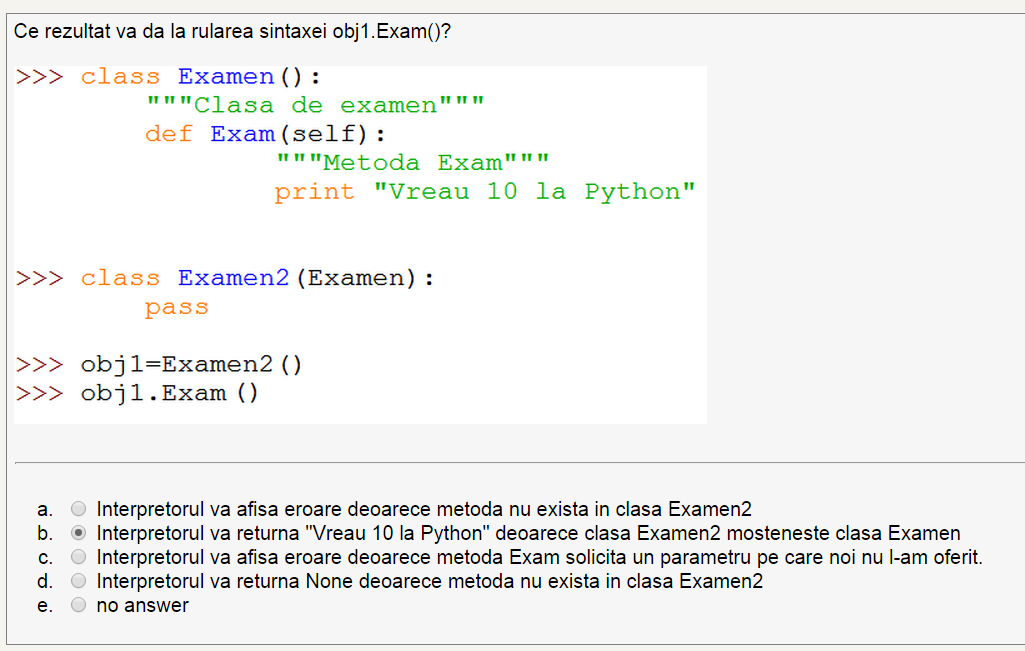 Ce rezultat va da la rularea sintaxei obj1.Exam()?
>>> class Examen():
"""Clasa de examen"""
def Exam(self):
"""Metoda Exam"""
print "Vreau 10 la Python"
>>> class Examen2(Examen):
pass
>>> obj1=Examen2()
>>> obj1.Exam()
a. Interpretorul va afisa eroare deoarece metoda nu exista in clasa Examen2
b. Interpretorul va returna "Vreau 10 la Python" deoarece clasa Examen2 mosteneste clasa Examen
c. Interpretorul va afisa eroare deoarece metoda Exam solicita un parametru pe care noi nu l-am oferit.
d. Interpretorul va returna None deoarece metoda nu exista in clasa Examen2
e. no answer